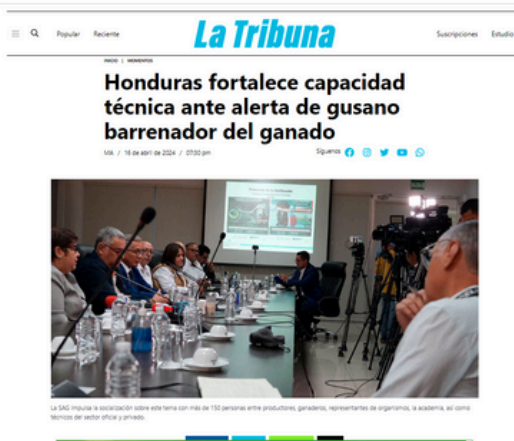 Popular Reciente
La Tribuna
Suscripciones Estudio
INICIO | MOMENTOS
Honduras fortalece capacidad
técnica ante alerta de gusano
barrenador del ganado
MA / 16 de abril de 2024 / 07:30 pm
Síguenos
La SAG impulsa la socialización sobre este tema con más de 150 personas entre productores, ganaderos, representantes de organismos, la academia, así como
técnicos del sector oficial y privado.